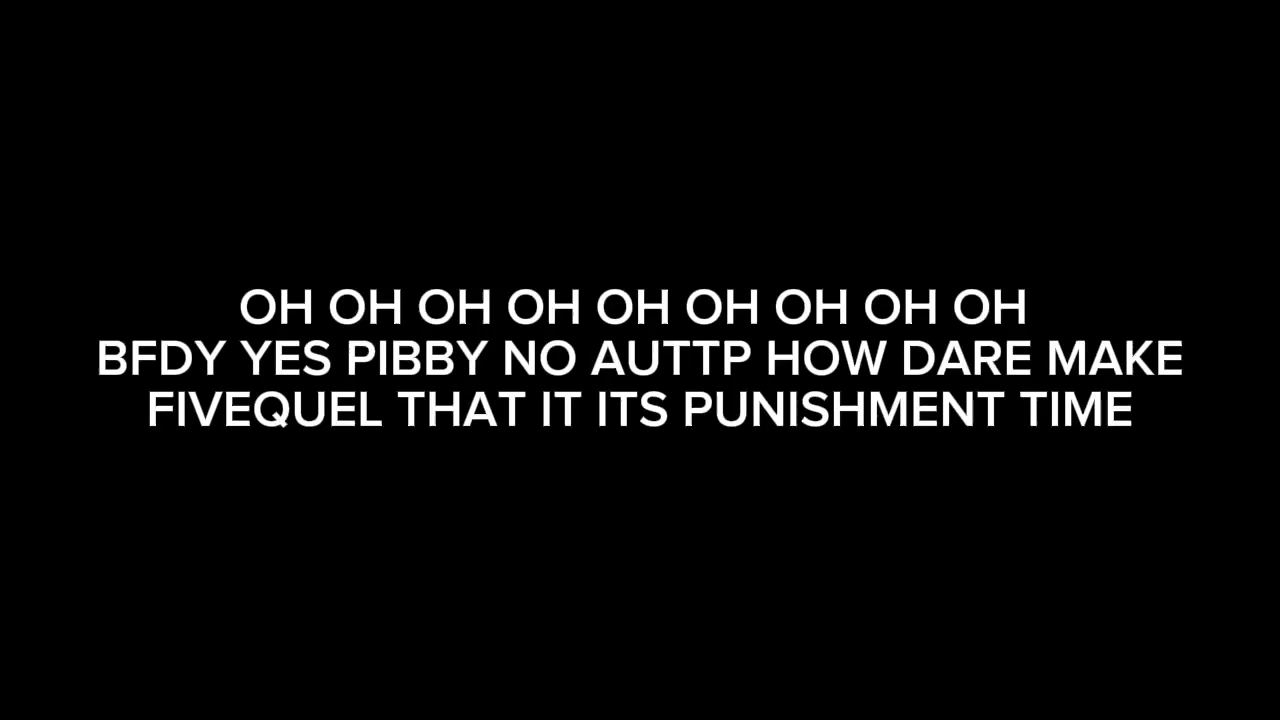 OH OH OH OH OH OH OH OH OH
BFDY YES PIBBY NO AUTTP HOW DARE MAKE
FIVEQUEL THAT IT ITS PUNISHMENT TIME